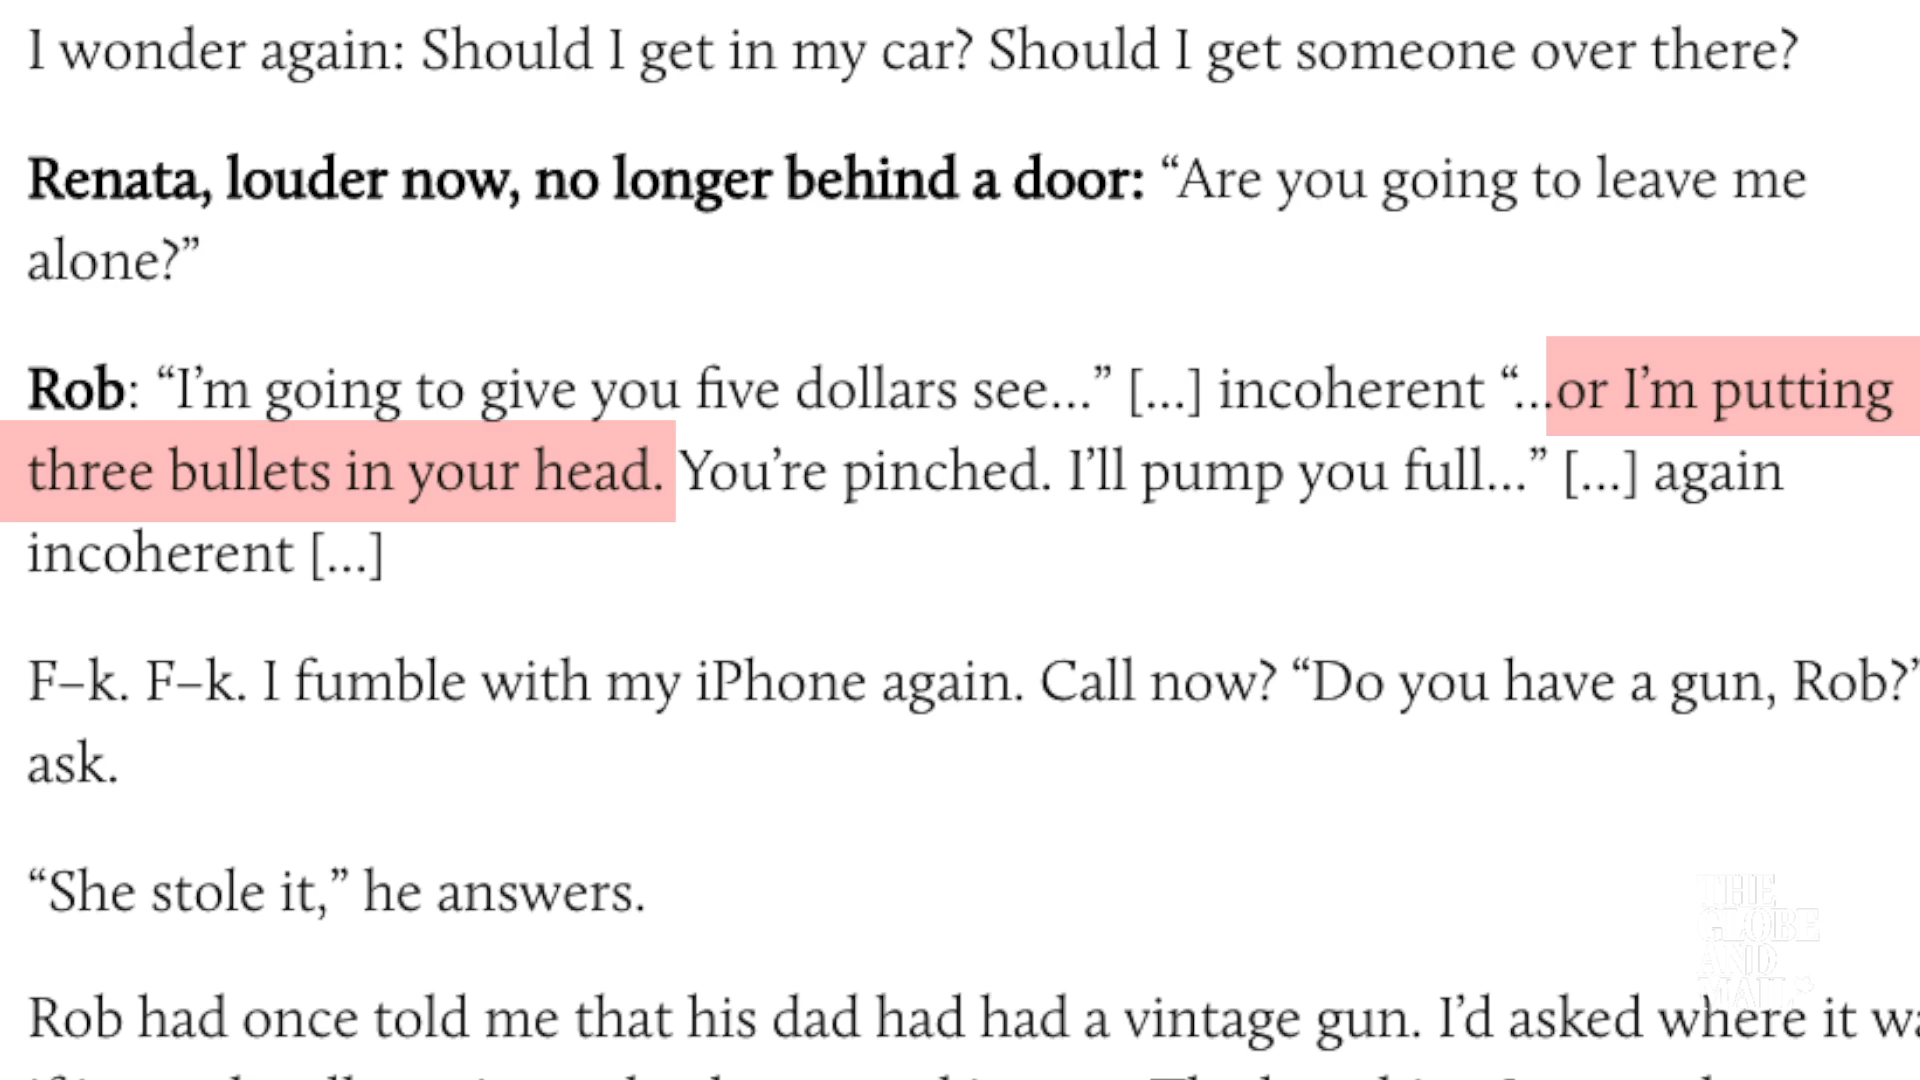 I wonder again: Should I get in my car? Should I get someone over there?
Renata, louder now, no longer behind a door: “Are you going to leave me
alone?”
Rob: “I’m going to give you five dollars see...” [...] incoherent “...or I’m putting
three bullets in your head. You’re pinched. I’ll pump you full...” [...] again
incoherent [...]
F–k. F–k. I fumble with my iPhone again. Call now? “Do you have a gun, Rob?”
ask.
“She stole it,” he answers.
THE
GLOBE
AND
MAIL*
Rob had once told me that his dad had had a vintage gun. I’d asked where it